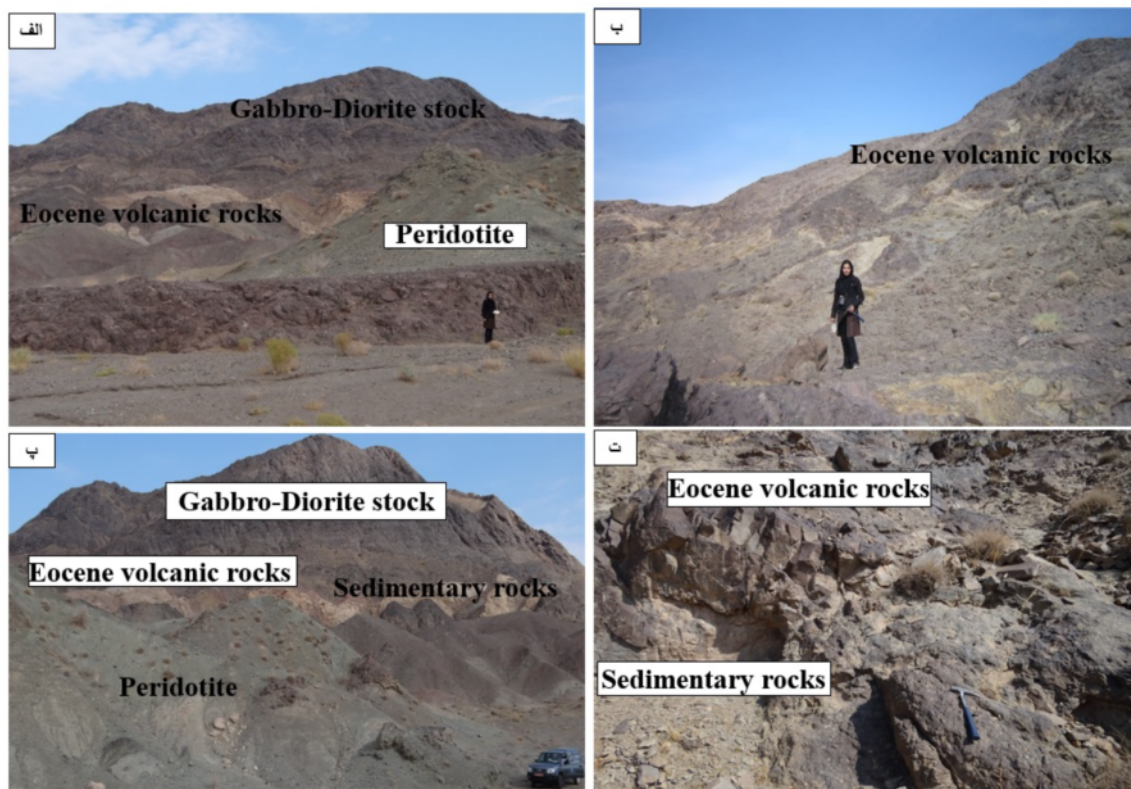 الف
Gabbro-Diorite stock
Eocene volcanic rocks
Peridotite
ب
Eocene volcanic rocks
پ
Gabbro-Diorite stock
Eocene volcanic rocks
Sedimentary rocks
Peridotite
ت
Eocene volcanic rocks
Sedimentary rocks